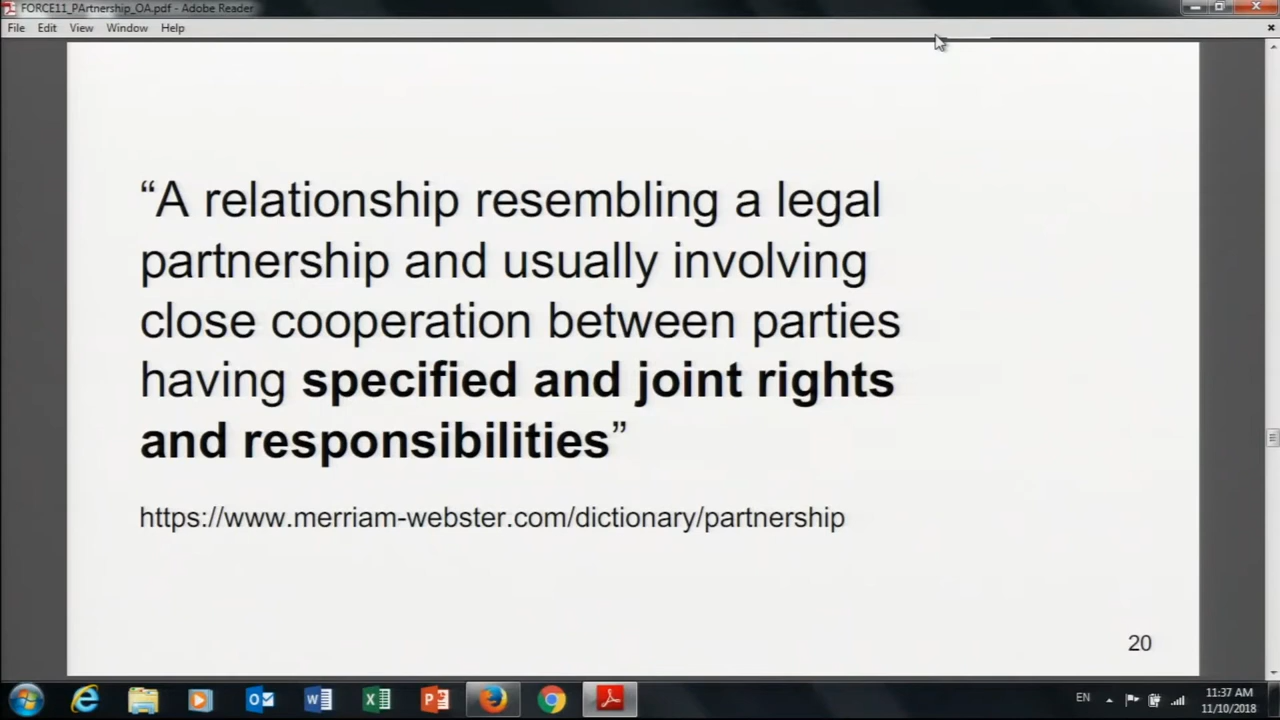 FORCE11_PArtnership_OA.pdf - Adobe Reader
File Edit View Window Help
“A relationship resembling a legal
partnership and usually involving
close cooperation between parties
having specified and joint rights
and responsibilities”
https://www.merriam-webster.com/dictionary/partnership
20
EN
11:37 AM
11/10/2018